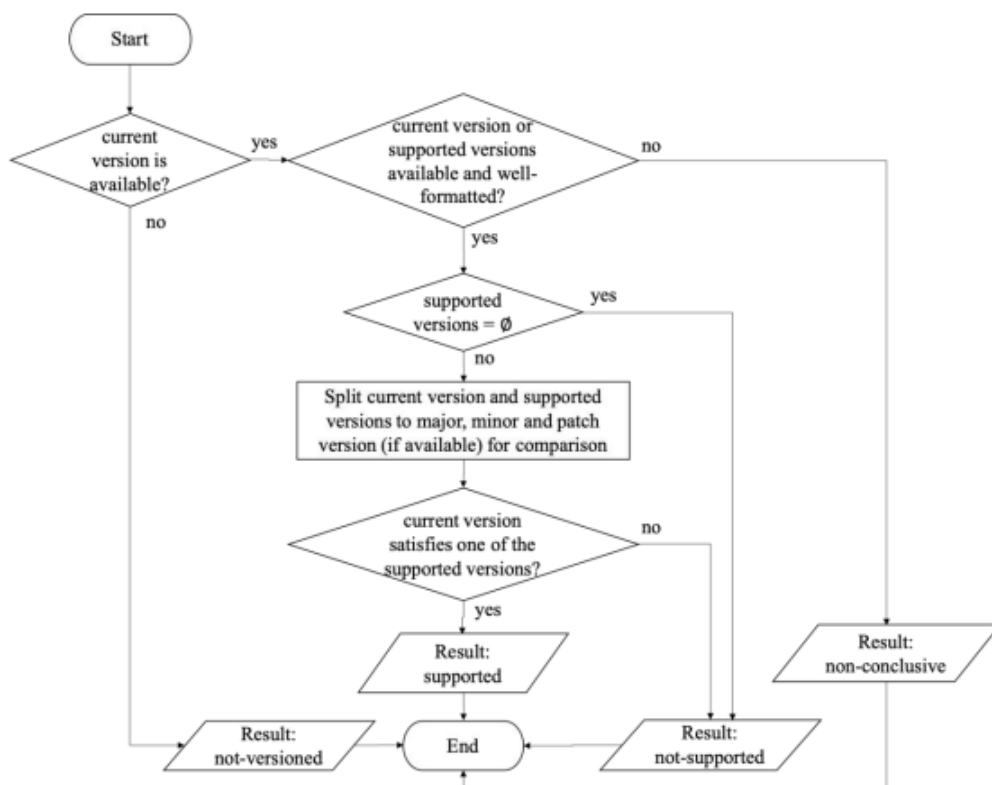 Start
current
version is
available?
yes
no
current version or
supported versions
available and well-
formatted?
no
yes
supported
versions = ∅
yes
no
Split current version and supported
versions to major, minor and patch
version (if available) for comparison
current version
satisfies one of the
supported versions?
no
yes
Result:
supported
Result:
non-conclusive
Result:
not-versioned
End
Result:
not-supported